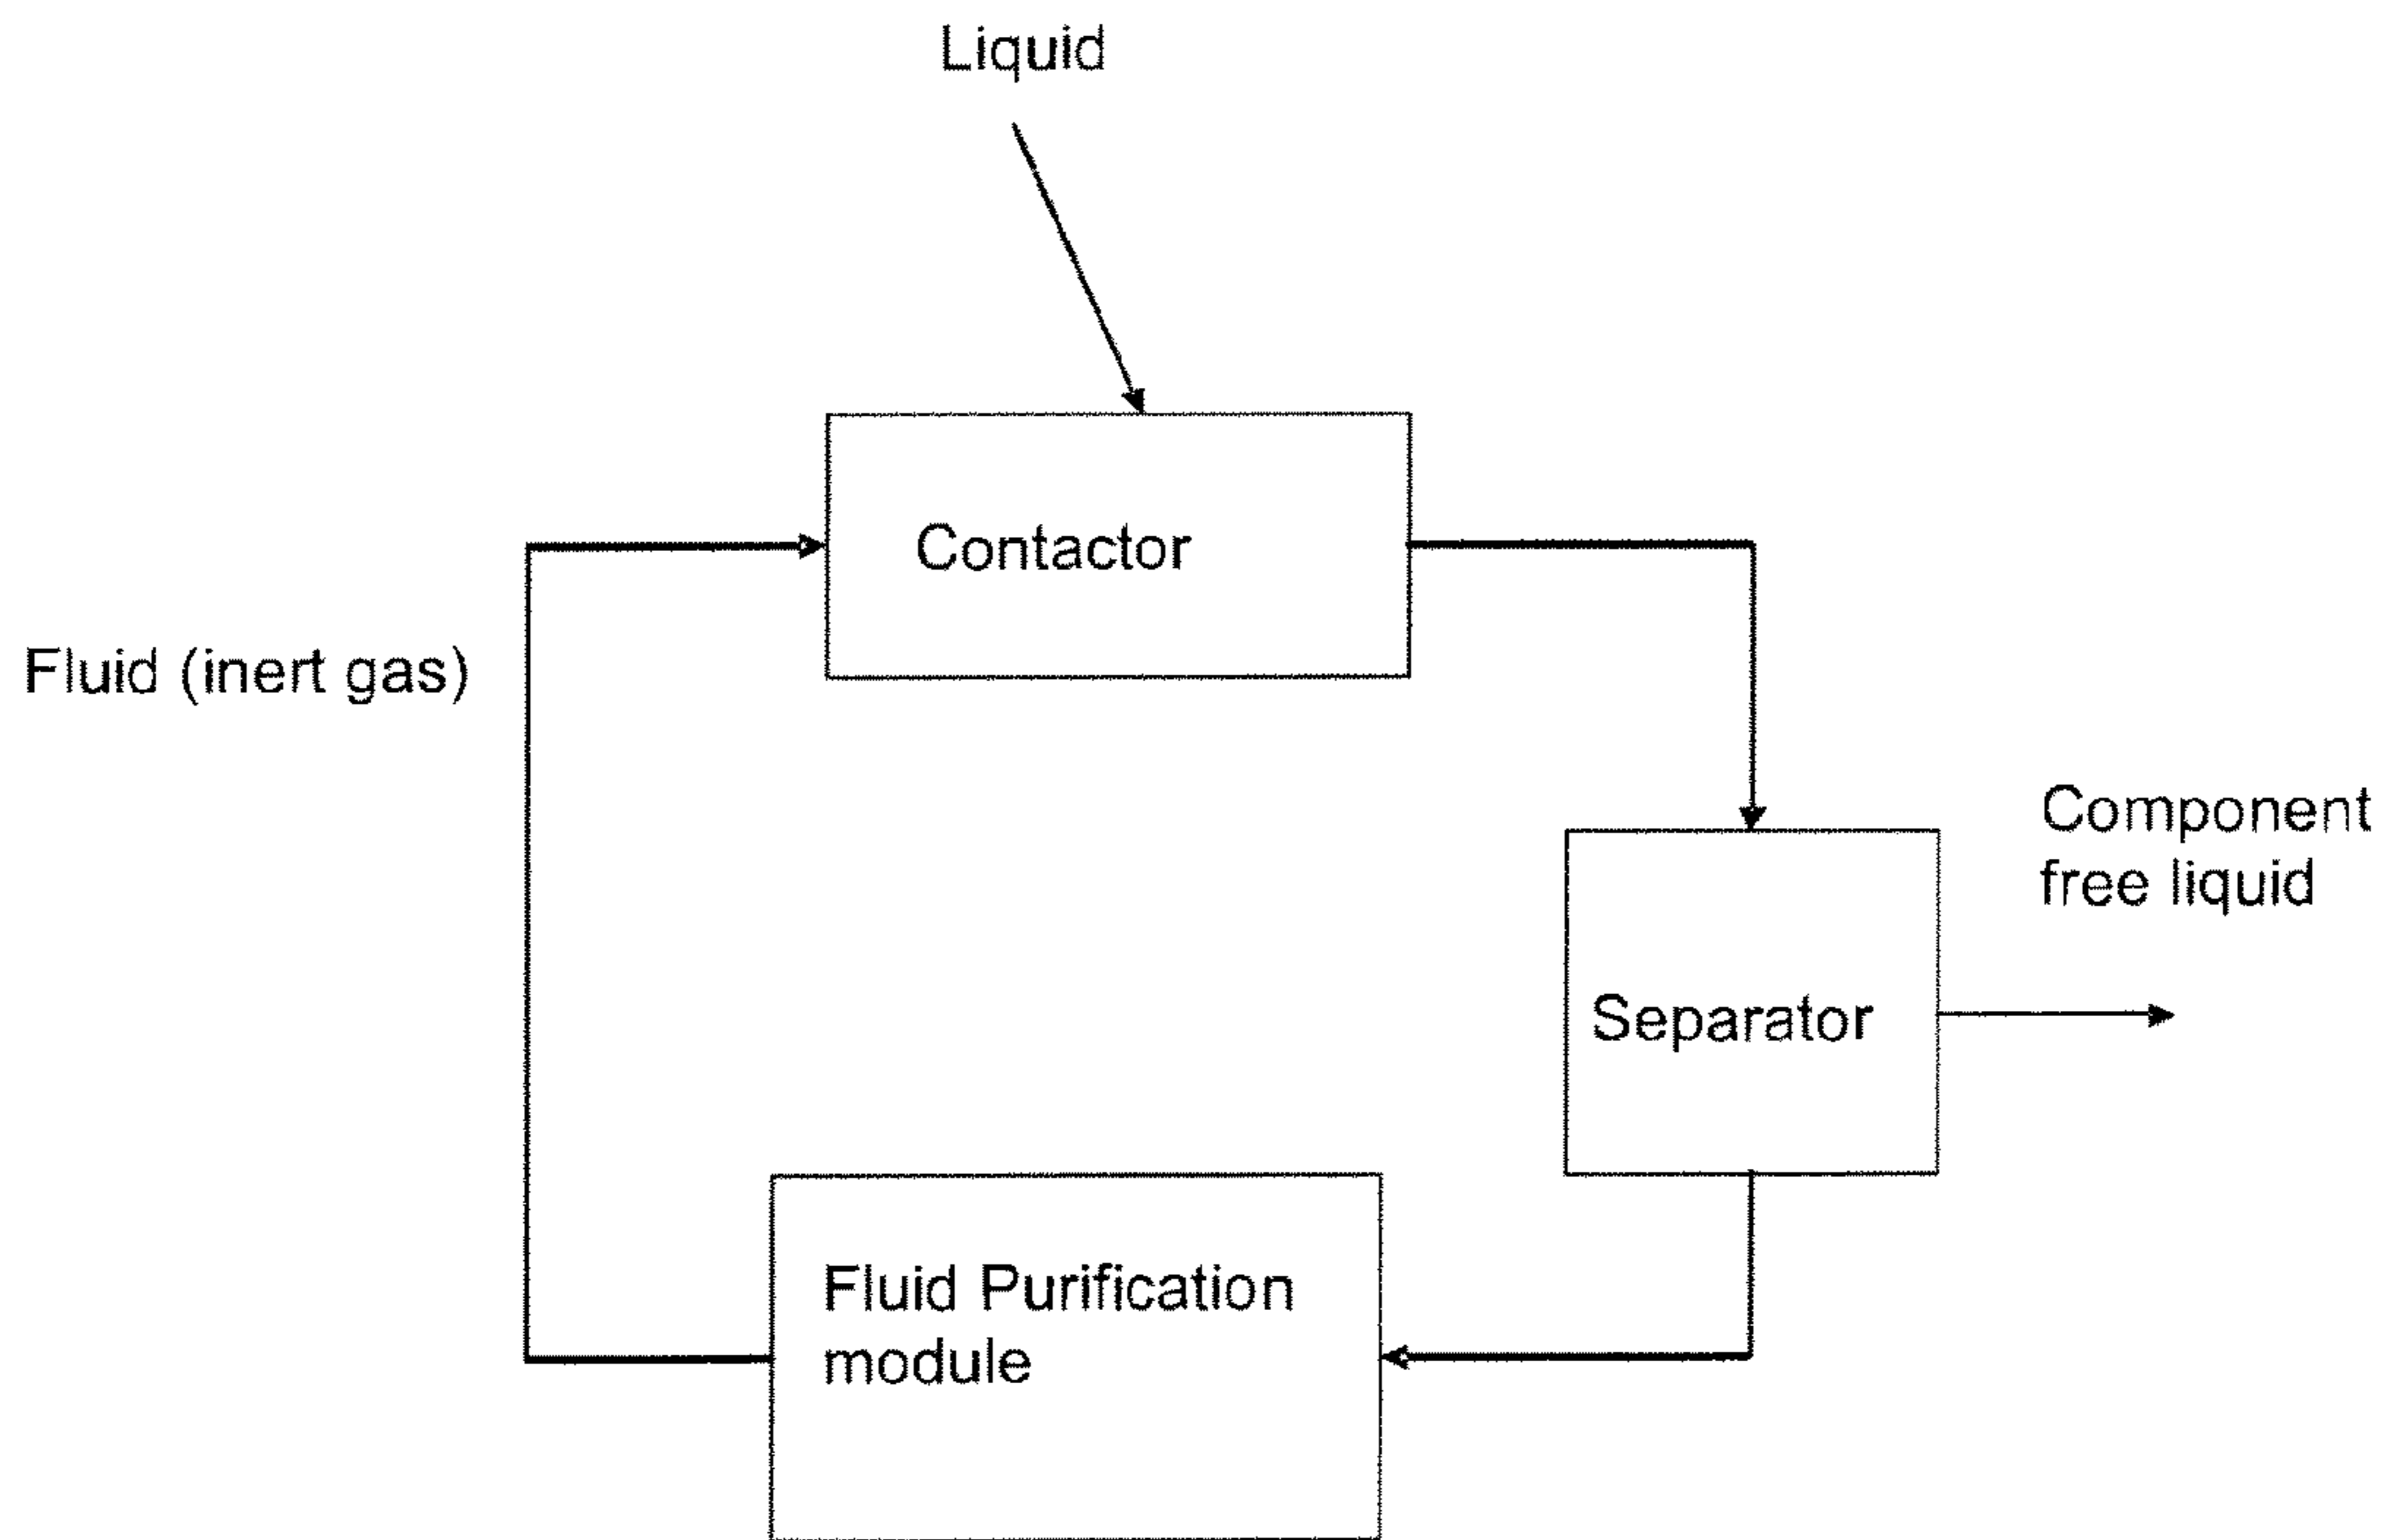 Liquid
Contactor
Fluid (inert gas)
Component
free liquid
Separator
Fluid Purification
module